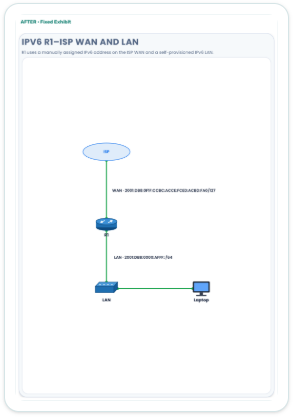 AFTER · Fixed Exhibit
IPV6 R1–ISP WAN AND LAN
R1 uses a manually-assigned IPv6 address on the ISP WAN and a self-provisioned IPv6 LAN.
ISP
R1
LAN
Laptop